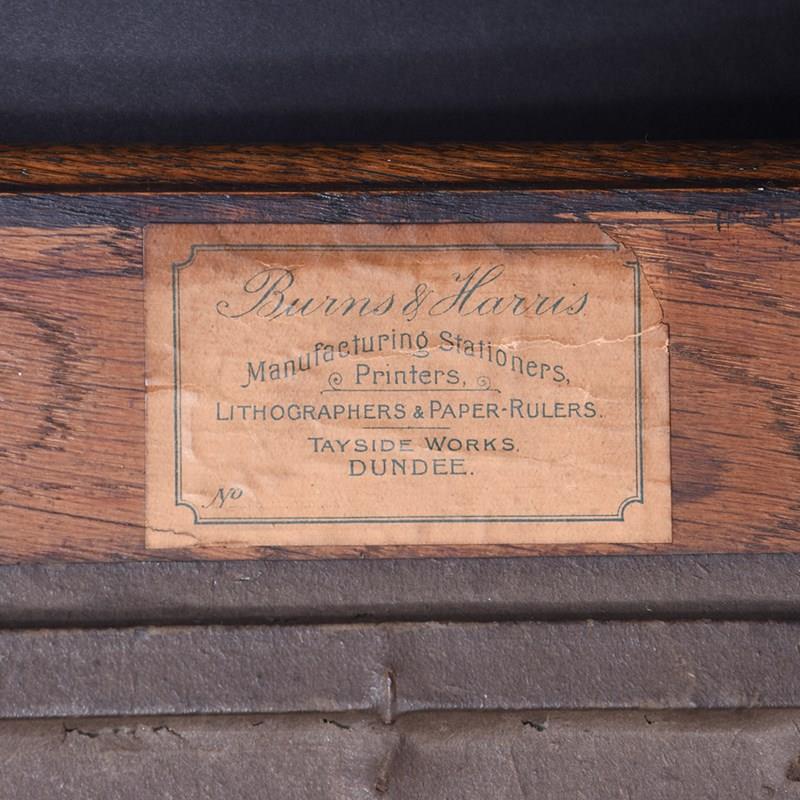 Burns & Harris
Manufacturing Stationers,
Printers,
LITHOGRAPHERS & PAPER-RULERS.
TAYSIDE WORKS.
DUNDEE.
No